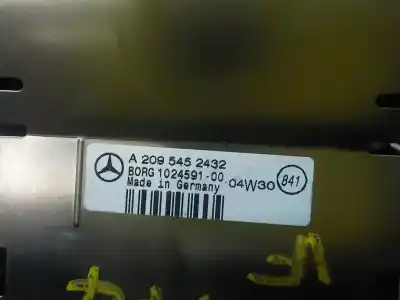 A 209 545 2432
BORG 1024591-00
Made in Germany 04W30 841